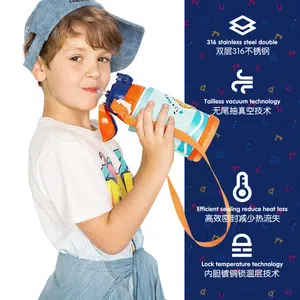 316 stainless steel double
双层316不锈钢
Tailless vacuum technology
无尾抽真空技术
Efficient sealing reduce heat loss
高效密封减少热流失
Lock temperature technology
内胆镀铜锁温层技术